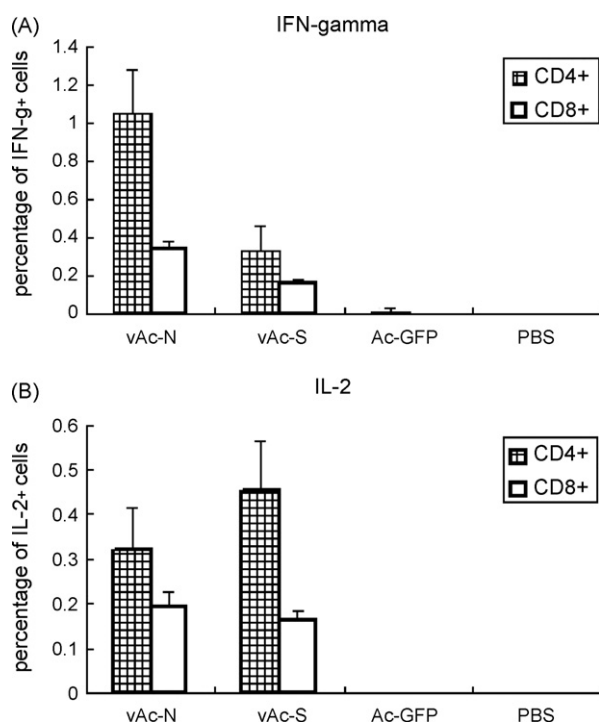 (A)
IFN-gamma
percentage of IFN-g+ cells
1.4
1.2
1
0.8
0.6
0.4
0.2
0
CD4+
CD8+
vAc-N vAc-S Ac-GFP PBS
(B)
IL-2
percentage of IL-2+ cells
0.6
0.5
0.4
0.3
0.2
0.1
0
CD4+
CD8+
vAc-N vAc-S Ac-GFP PBS